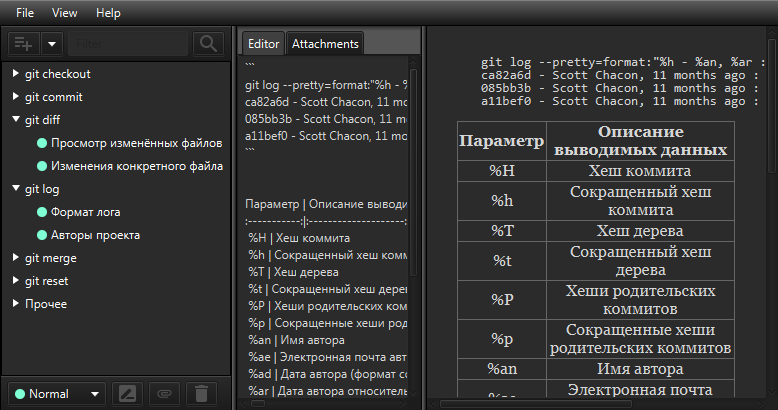 File View Help
Filter
git checkout
git commit
git diff
Просмотр изменённых файлов
Изменения конкретного файла
git log
Формат лога
Авторы проекта
git merge
git reset
Прочее
Normal
Editor Attachments
```
git log --pretty=format:"%h - %
ca82a6d - Scott Chacon, 11 mo
085bb3b - Scott Chacon, 11 mo
a11bef0 - Scott Chacon, 11 mo
```
Параметр | Описание выводи
:-----------:|:--------------------:
%H | Хеш коммита
%h | Сокращенный хеш комм
%T | Хеш дерева
%t | Сокращенный хеш дере
%P | Хеши родительских
%p | Сокращенные хеши род
%an | Имя автора
%ae | Электронная почта авт
%ad | Дата автора (формат со
%ar | Дата автора относитель
git log --pretty=format:"%h - %an, %ar :
ca82a6d - Scott Chacon, 11 months ago :
085bb3b - Scott Chacon, 11 months ago :
a11bef0 - Scott Chacon, 11 months ago :
Параметр Описание
выводимых данных
%H Хеш коммита
%h Сокращенный хеш
коммита
%T Хеш дерева
%t Сокращенный хеш
дерева
%P Хеши родительских
коммитов
%p Сокращенные хеши
родительских коммитов
%an Имя автора
%ae Электронная почта